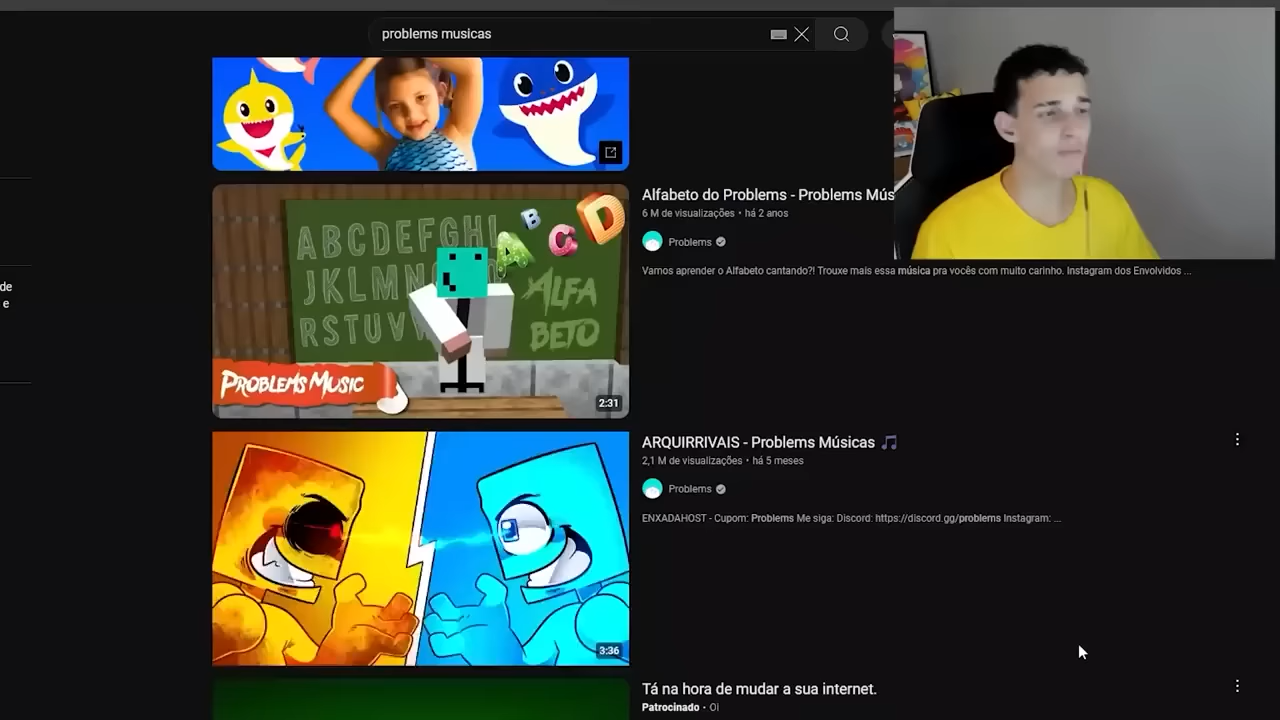 problems musicas
Alfabeto do Problems - Problems Mús
6 M de visualizações • há 2 anos
Problems
Vamos aprender o Alfabeto cantando?! Trouxe mais essa música pra vocês com muito carinho. Instagram dos Envolvidos ...
de
e
ABCDEFGHI
JKLMN
RSTUV
A B C D
ALFA
BETO
PROBLEMS MUSIC
2:31
ARQUIRRIVAIS - Problems Músicas
2,1 M de visualizações • há 5 meses
Problems
ENXADAHOST - Cupom: Problems Me siga: Discord: https://discord.gg/problems Instagram: ...
3:36
Tá na hora de mudar a sua internet.
Patrocinado • Oi